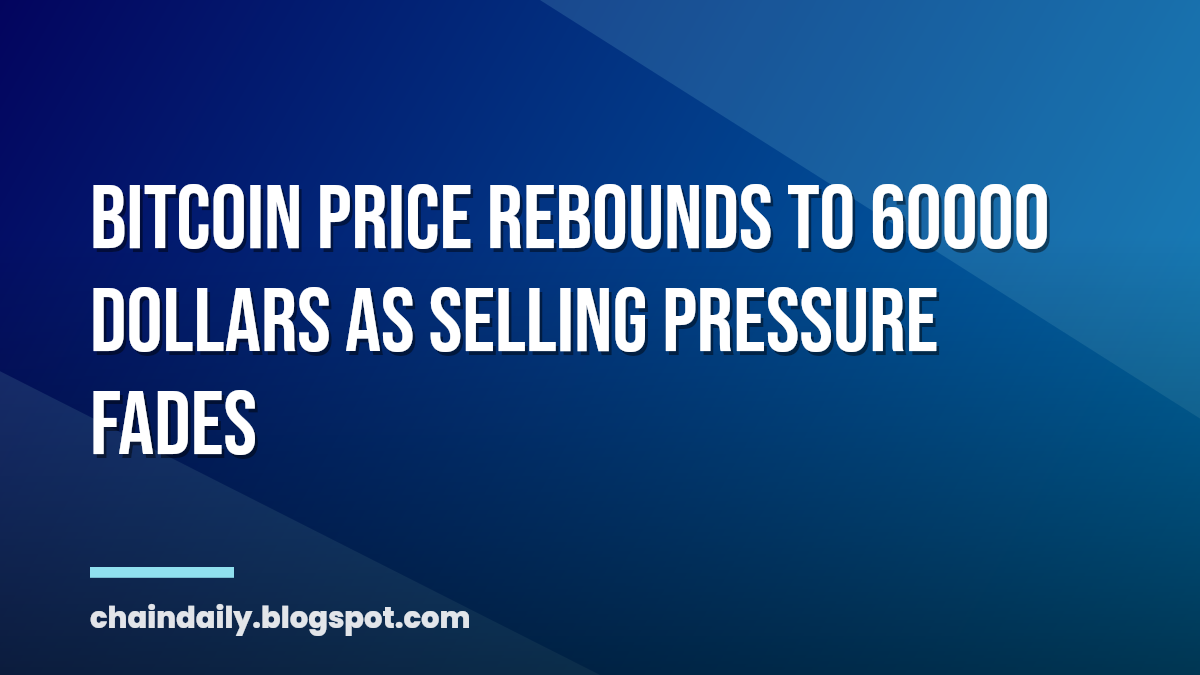 BITCOIN PRICE REBOUNDS TO 60000
DOLLARS AS SELLING PRESSURE
FADES
chaindaily.blogspot.com